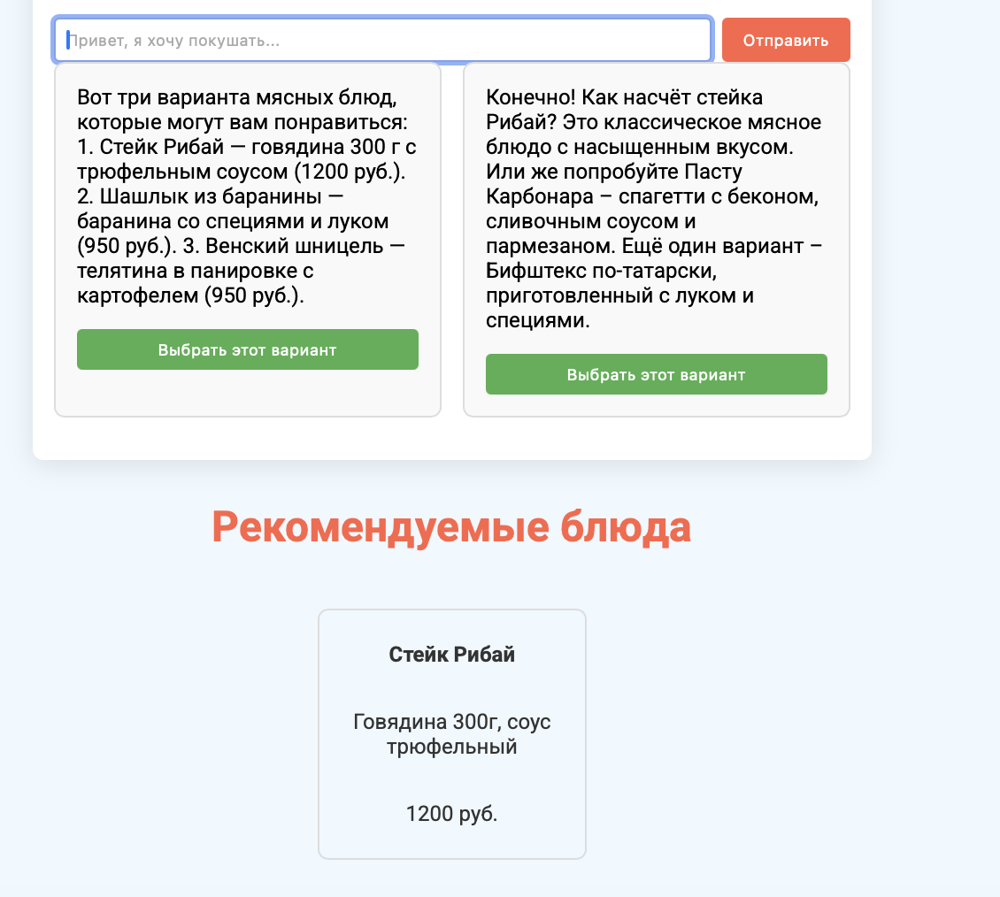 Привет, я хочу покушать...
Отправить
Вот три варианта мясных блюд,
которые могут вам понравиться:
1. Стейк Рибай — говядина 300 г с
трюфельным соусом (1200 руб.).
2. Шашлык из баранины —
баранина со специями и луком
(950 руб.). 3. Венский шницель —
телятина в панировке с
картофелем (950 руб.).
Выбрать этот вариант
Конечно! Как насчёт стейка
Рибай? Это классическое мясное
блюдо с насыщенным вкусом.
Или же попробуйте Пасту
Карбонара – спагетти с беконом,
сливочным соусом и
пармезаном. Ещё один вариант –
Бифштекс по-татарски,
приготовленный с луком и
специями.
Выбрать этот вариант
Рекомендуемые блюда
Стейк Рибай
Говядина 300г, соус
трюфельный
1200 руб.